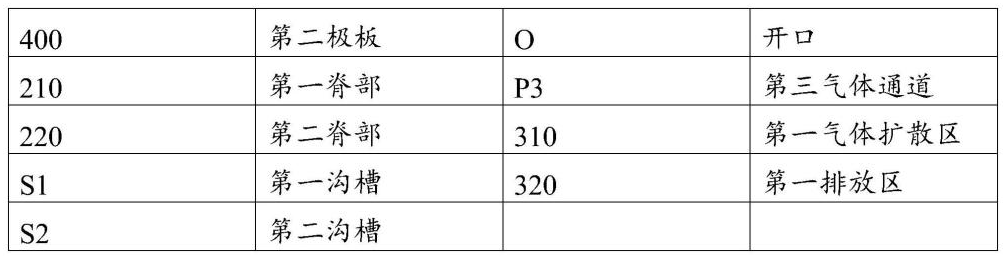 400 第二极板 O 开口
210 第一脊部 P3 第三气体通道
220 第二脊部 310 第一气体扩散区
S1 第一沟槽 320 第一排放区
S2 第二沟槽